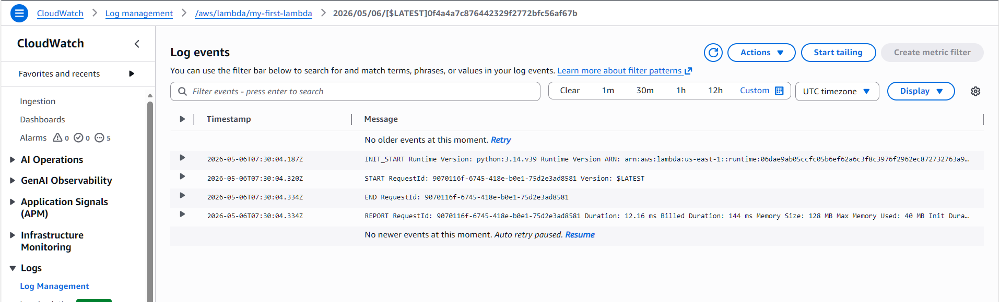 CloudWatch > Log management > /aws/lambda/my-first-lambda > 2026/05/06/[$LATEST]0f4a4a7c876442329f2772bfc56af67b
CloudWatch
Favorites and recents
Ingestion
Dashboards
Alarms 0 0 5
AI Operations
GenAI Observability
Application Signals
(APM)
Infrastructure
Monitoring
Logs
Log Management
Log events
Actions
Start tailing
Create metric filter
You can use the filter bar below to search for and match terms, phrases, or values in your log events. Learn more about filter patterns
Filter events - press enter to search
Clear 1m 30m 1h 12h Custom
UTC timezone
Display
Timestamp Message
No older events at this moment. Retry
2026-05-06T07:30:04.187Z INIT_START Runtime Version: python:3.14.v39 Runtime Version ARN: arn:aws:lambda:us-east-1::runtime:06dae9ab05ccfc05b6ef62a6c3f8c3976f2962ec872732763a9…
2026-05-06T07:30:04.320Z START RequestId: 9070116f-6745-418e-b0e1-75d2e3ad8581 Version: $LATEST
2026-05-06T07:30:04.334Z END RequestId: 9070116f-6745-418e-b0e1-75d2e3ad8581
2026-05-06T07:30:04.334Z REPORT RequestId: 9070116f-6745-418e-b0e1-75d2e3ad8581 Duration: 12.16 ms Billed Duration: 144 ms Memory Size: 128 MB Max Memory Used: 40 MB Init Dura…
No newer events at this moment. Auto retry paused. Resume